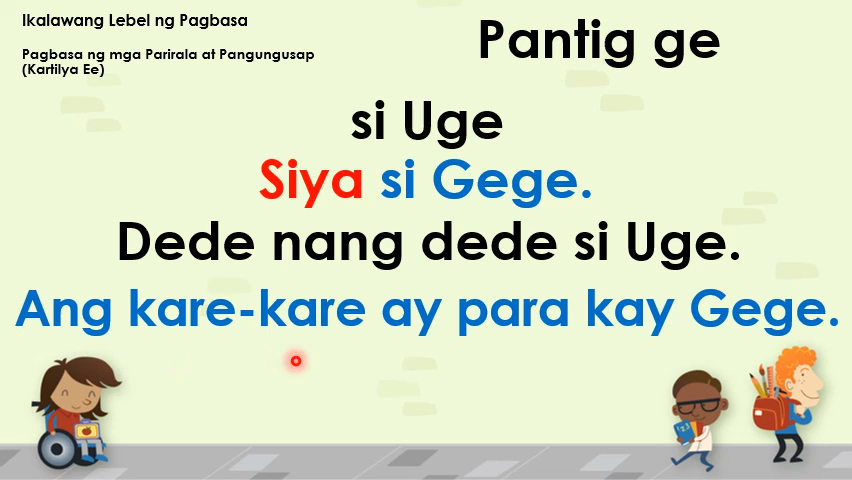 Ikalawang Lebel ng Pagbasa
Pagbasa ng mga Parirala at Pangungusap
(Kartilya Ee)
Pantig ge
si Uge
Siya si Gege.
Dede nang dede si Uge.
Ang kare-kare ay para kay Gege.